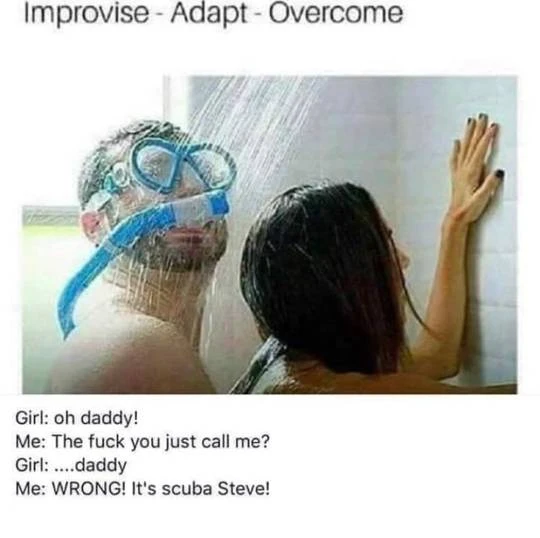 Improvise - Adapt - Overcome
Girl: oh daddy!
Me: The fuck you just call me?
Girl: ....daddy
Me: WRONG! It's scuba Steve!